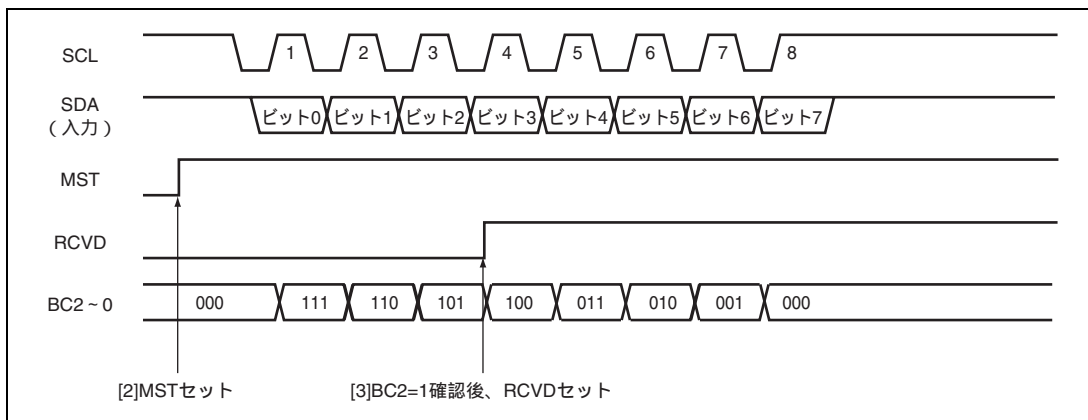 SCL 1 2 3 4 5 6 7 8
SDA
(入力)
ビット0 ビット1 ビット2 ビット3 ビット4 ビット5 ビット6 ビット7
MST
RCVD
BC2~0 000 111 110 101 100 011 010 001 000
[2]MSTセット [3]BC2=1確認後、RCVDセット